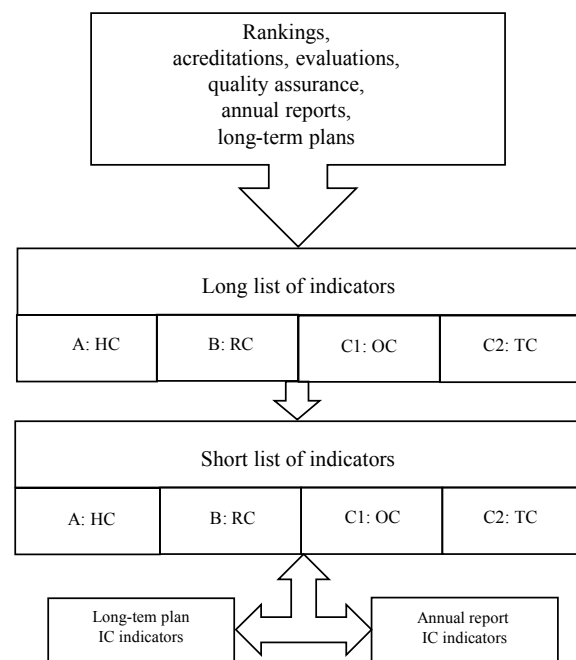 Rankings,
acreditations, evaluations,
quality assurance,
annual reports,
long-term plans
Long list of indicators
A: HC
B: RC
C1: OC
C2: TC
Short list of indicators
A: HC
B: RC
C1: OC
C2: TC
Long-tem plan
IC indicators
Annual report
IC indicators